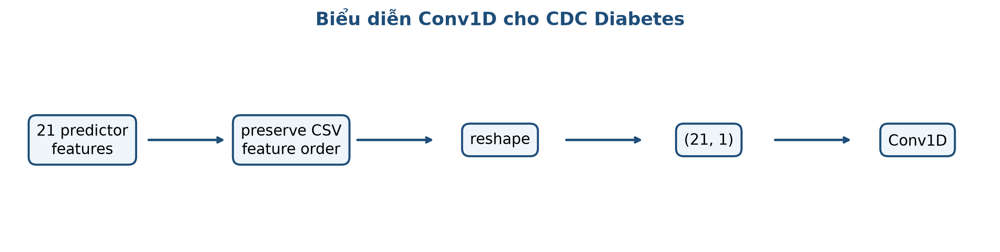 Biểu diễn Conv1D cho CDC Diabetes
21 predictor
features
preserve CSV
feature order
reshape
(21, 1)
Conv1D